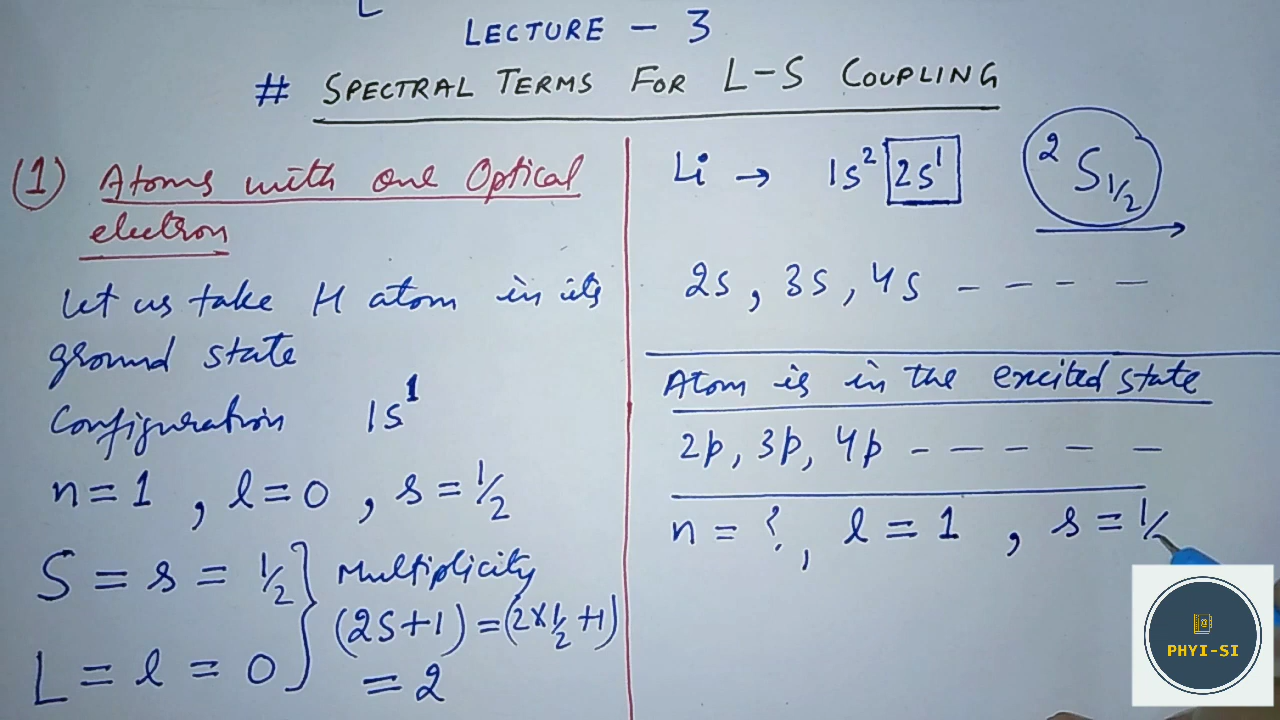 LECTURE - 3
# SPECTRAL TERMS FOR L-S COUPLING
(1) Atoms with one Optical
electron
Let us take H atom in its
ground state
Configuration 1s¹
n = 1 , l = 0 , s = 1/2
S = s = 1/2
L = l = 0
Multiplicity
(2S+1) = (2×1/2 +1)
= 2
Li → 1s² 2s¹
²S1/2
2s , 3s , 4s - - - -
Atom is in the excited state
2p, 3p, 4p - - - - - -
n = ? , l = 1 , s = 1/2
PHYI-SI